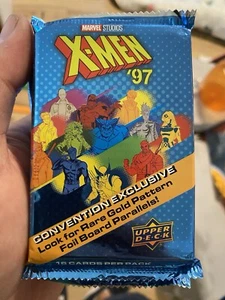 MARVEL STUDIOS
X-MEN
'97
CONVENTION EXCLUSIVE
Look for Rare Gold Pattern
Foil Board Parallels!
UPPER
DECK
16 CARDS PER PACK